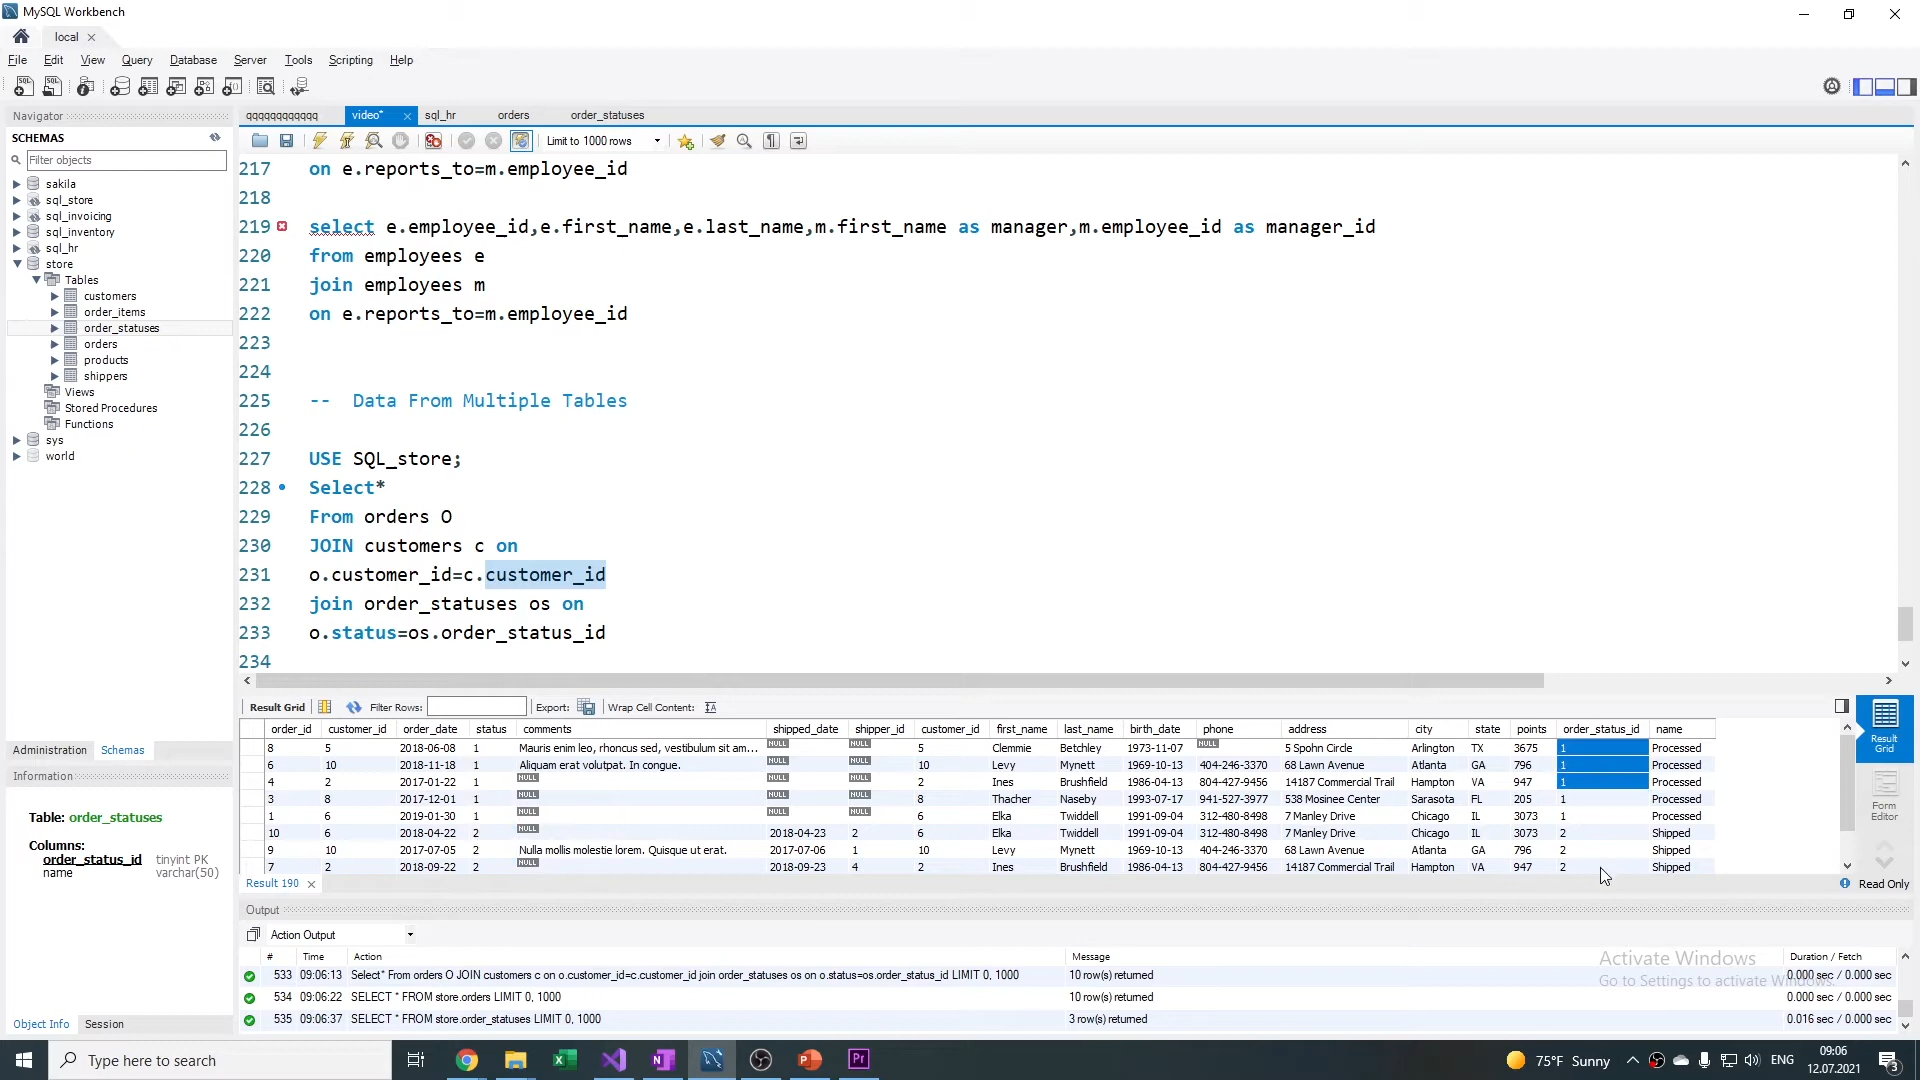 MySQL Workbench
local
File Edit View Query Database Server Tools Scripting Help
Navigator
SCHEMAS
Filter objects
sakila
sql_store
sql_invoicing
sql_inventory
sql_hr
store
Tables
customers
order_items
order_statuses
orders
products
shippers
Views
Stored Procedures
Functions
sys
world
Administration Schemas
Information
Table: order_statuses
Columns:
order_status_id tinyint PK
name varchar(50)
Object Info Session
qqqqqqqqqqqq video* sql_hr orders order_statuses
Limit to 1000 rows
217 on e.reports_to=m.employee_id
218
219 select e.employee_id,e.first_name,e.last_name,m.first_name as manager,m.employee_id as manager_id
220 from employees e
221 join employees m
222 on e.reports_to=m.employee_id
223
224
225 -- Data From Multiple Tables
226
227 USE SQL_store;
228 Select*
229 From orders O
230 JOIN customers c on
231 o.customer_id=c.customer_id
232 join order_statuses os on
233 o.status=os.order_status_id
234
Result Grid Filter Rows: Export: Wrap Cell Content:
order_id customer_id order_date status comments shipped_date shipper_id customer_id first_name last_name birth_date phone address city state points order_status_id name
8 5 2018-06-08 1 Mauris enim leo, rhoncus sed, vestibulum sit am... NULL NULL 5 Clemmie Betchley 1973-11-07 NULL 5 Spohn Circle Arlington TX 3675 1 Processed
6 10 2018-11-18 1 Aliquam erat volutpat. In congue. NULL NULL 10 Levy Mynett 1969-10-13 404-246-3370 68 Lawn Avenue Atlanta GA 796 1 Processed
4 2 2017-01-22 1 NULL NULL NULL 2 Ines Brushfield 1986-04-13 804-427-9456 14187 Commercial Trail Hampton VA 947 1 Processed
3 8 2017-12-01 1 NULL NULL NULL 8 Thacher Naseby 1993-07-17 941-527-3977 538 Mosinee Center Sarasota FL 205 1 Processed
1 6 2019-01-30 1 NULL NULL NULL 6 Elka Twiddell 1991-09-04 312-480-8498 7 Manley Drive Chicago IL 3073 1 Processed
10 6 2018-04-22 2 NULL 2018-04-23 2 6 Elka Twiddell 1991-09-04 312-480-8498 7 Manley Drive Chicago IL 3073 2 Shipped
9 10 2017-07-05 2 Nulla mollis molestie lorem. Quisque ut erat. 2017-07-06 1 10 Levy Mynett 1969-10-13 404-246-3370 68 Lawn Avenue Atlanta GA 796 2 Shipped
7 2 2018-09-22 2 NULL 2018-09-23 4 2 Ines Brushfield 1986-04-13 804-427-9456 14187 Commercial Trail Hampton VA 947 2 Shipped
Result Grid
Form Editor
Result 190 Read Only
Output
Action Output
# Time Action Message Duration / Fetch
533 09:06:13 Select* From orders O JOIN customers c on o.customer_id=c.customer_id join order_statuses os on o.status=os.order_status_id LIMIT 0, 1000 10 row(s) returned 0.000 sec / 0.000 sec
534 09:06:22 SELECT * FROM store.orders LIMIT 0, 1000 10 row(s) returned 0.000 sec / 0.000 sec
535 09:06:37 SELECT * FROM store.order_statuses LIMIT 0, 1000 3 row(s) returned 0.016 sec / 0.000 sec
Activate Windows
Go to Settings to activate Windows.
Type here to search
75°F Sunny ENG 09:06
12.07.2021
3